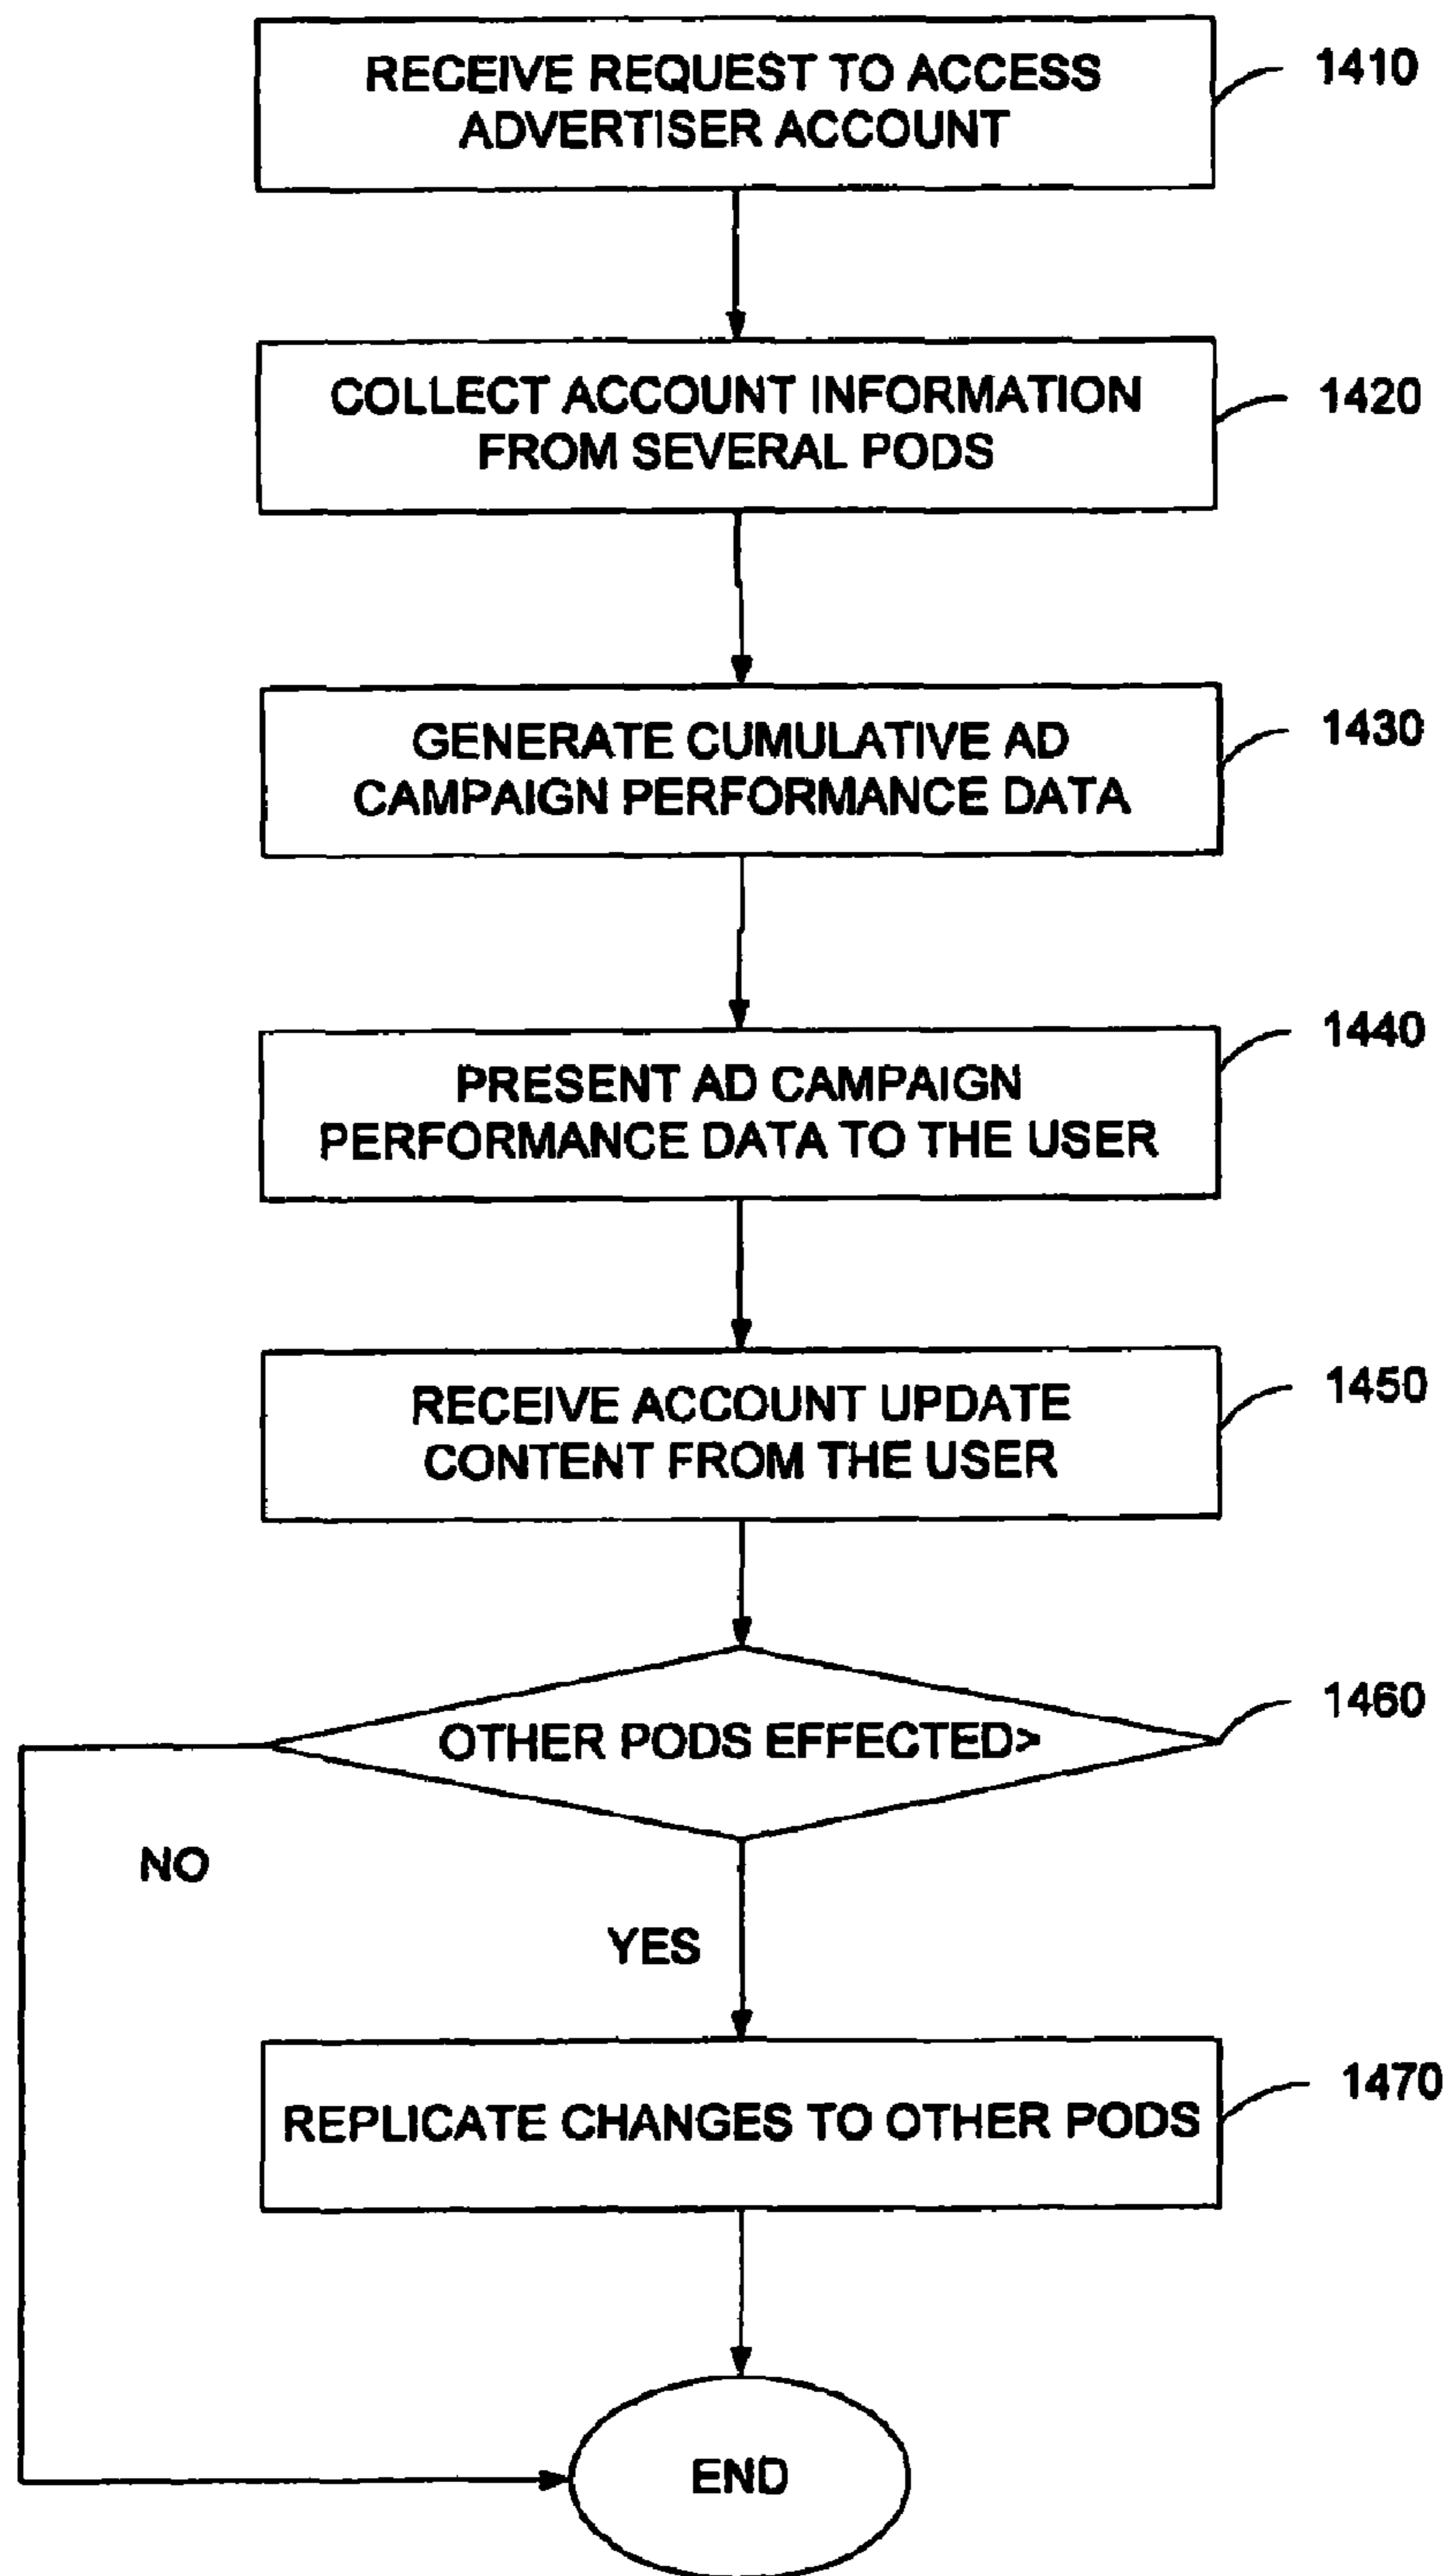 RECEIVE REQUEST TO ACCESS
ADVERTISER ACCOUNT
1410
COLLECT ACCOUNT INFORMATION
FROM SEVERAL PODS
1420
GENERATE CUMULATIVE AD
CAMPAIGN PERFORMANCE DATA
1430
PRESENT AD CAMPAIGN
PERFORMANCE DATA TO THE USER
1440
RECEIVE ACCOUNT UPDATE
CONTENT FROM THE USER
1450
OTHER PODS EFFECTED>
1460
NO
YES
REPLICATE CHANGES TO OTHER PODS
1470
END